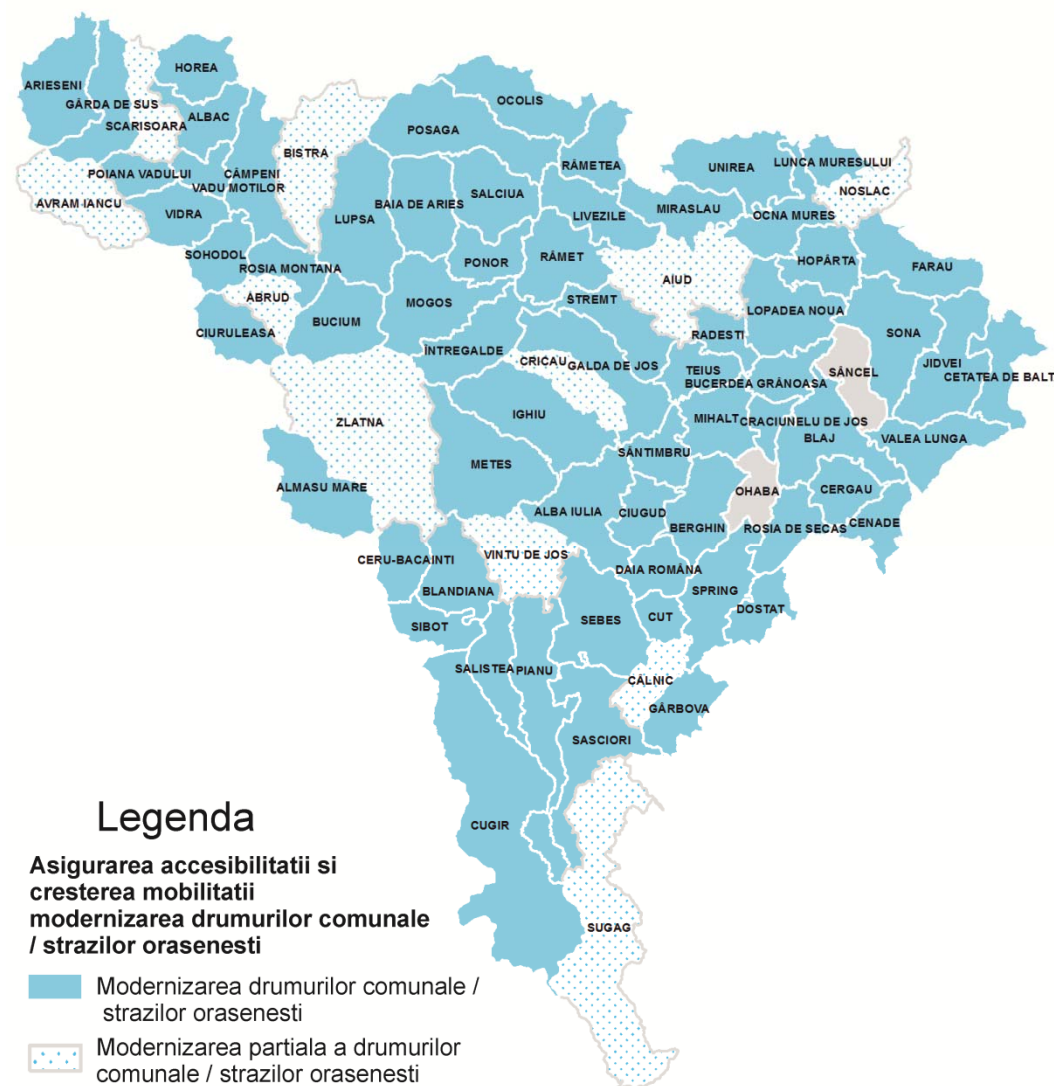 HOREA
ARIESENI
OCOLIS
GÂRDA DE SUS
ALBAC
SCARISOARA
POSAGA
BISTRA
RÂMETEA
UNIREA
LUNCA MURESULUI
POIANA VADULUI
CÂMPENI
VADU MOTILOR
NOSLAC
AVRAM IANCU
BAIA DE ARIES
SALCIUA
VIDRA
LUPSA
LIVEZILE
MIRASLAU
OCNA MURES
SOHODOL
ROSIA MONTANA
PONOR
RÂMET
HOPÂRTA
FARAU
ABRUD
MOGOS
STREMT
AIUD
LOPADEA NOUA
CIURULEASA
BUCIUM
RADESTI
SONA
ÎNTREGALDE
CRICAU
GALDA DE JOS
TEIUS
BUCERDEA GRÂNOASA
SÂNCEL
JIDVEI
CETATEA DE BALT
IGHIU
ZLATNA
MIHALT
CRACIUNELU DE JOS
BLAJ
VALEA LUNGA
METES
SÂNTIMBRU
ALMASU MARE
OHABA
CERGAU
ALBA IULIA
CIUGUD
BERGHIN
ROSIA DE SECAS
CENADE
CERU-BACAINTI
VINTU DE JOS
DAIA ROMÂNA
BLANDIANA
SPRING
DOSTAT
SIBOT
SEBES
CUT
SALISTEA
PIANU
CÂLNIC
GÂRBOVA
SASCIORI
CUGIR
SUGAG
Legenda
Asigurarea accesibilitatii si
cresterea mobilitatii
modernizarea drumurilor comunale
/ strazilor orasenesti
Modernizarea drumurilor comunale /
strazilor orasenesti
Modernizarea partiala a drumurilor
comunale / strazilor orasenesti